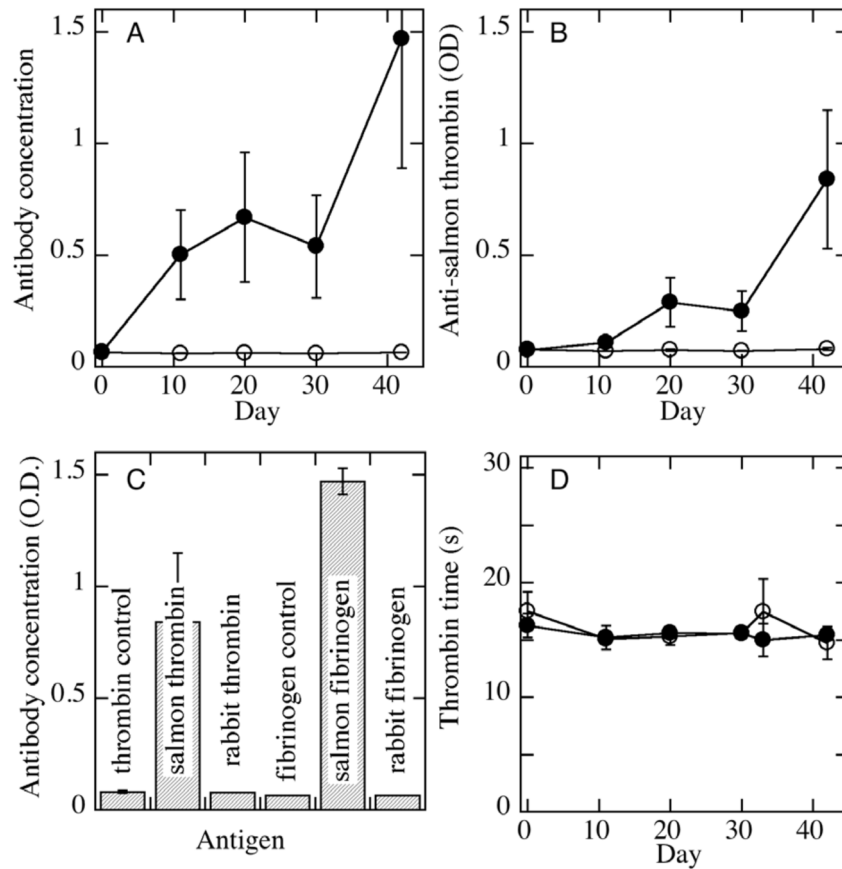 A
1.5
1
0.5
0
Antibody concentration
0 10 20 30 40
Day
B
1.5
1
0.5
0
Anti-salmon thrombin (OD)
0 10 20 30 40
Day
C
1.5
1
0.5
0
Antibody concentration (O.D.)
thrombin control
salmon thrombin
rabbit thrombin
fibrinogen control
salmon fibrinogen
rabbit fibrinogen
Antigen
D
30
20
10
0
Thrombin time (s)
0 10 20 30 40
Day